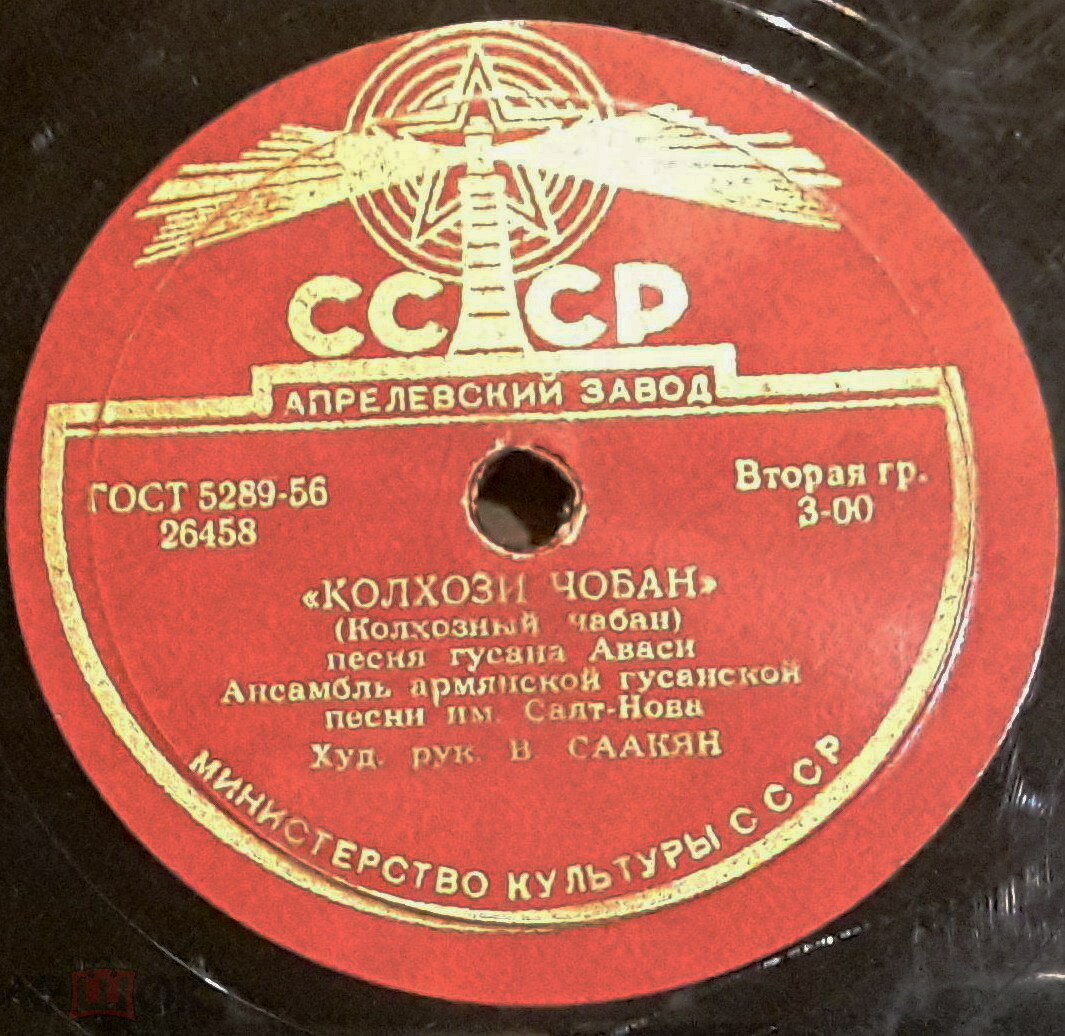 СССР
АПРЕЛЕВСКИЙ ЗАВОД
ГОСТ 5289-56
26458
Вторая гр.
3-00
«КОЛХОЗИ ЧОБАН»
(Колхозный чабан)
песня гусана Аваси
Ансамбль армянской гусанской
песни им. Саят-Нова
Худ. рук. В. СААКЯН
МИНИСТЕРСТВО КУЛЬТУРЫ СССР